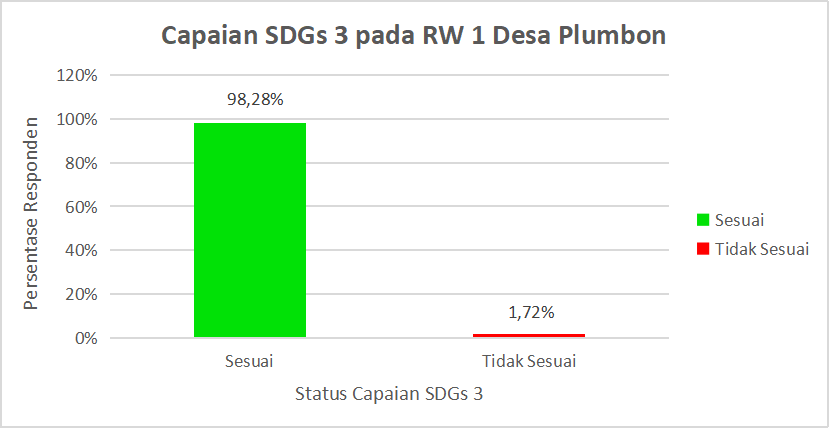 Capaian SDGs 3 pada RW 1 Desa Plumbon
120%
100%
80%
60%
40%
20%
0%
Persentase Responden
98,28%
1,72%
Sesuai
Tidak Sesuai
Status Capaian SDGs 3
Sesuai
Tidak Sesuai